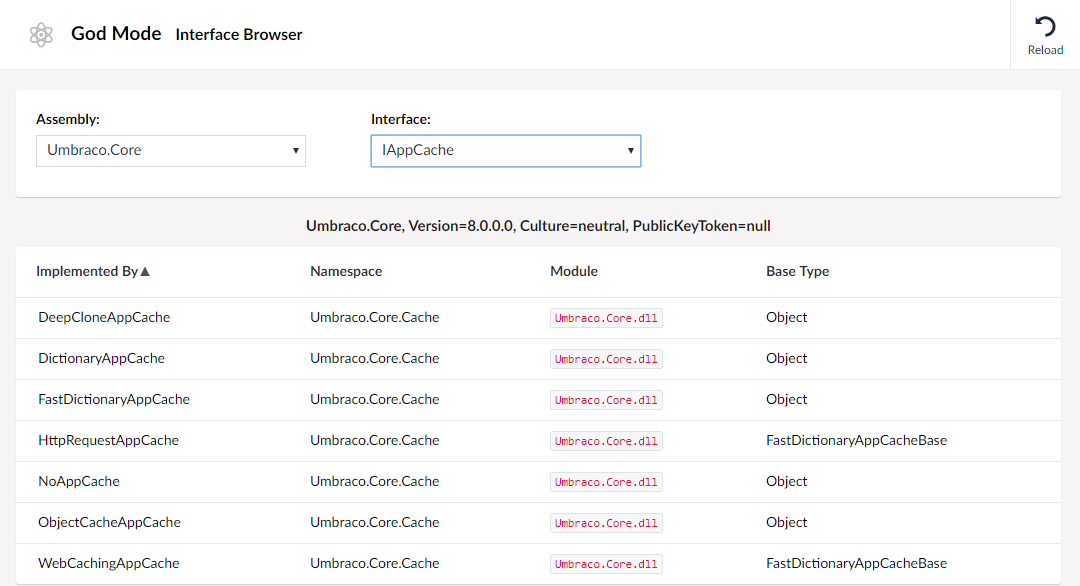 God Mode Interface Browser
Reload
Assembly: Interface:
Umbraco.Core IAppCache
Umbraco.Core, Version=8.0.0.0, Culture=neutral, PublicKeyToken=null
Implemented By▲ Namespace Module Base Type
DeepCloneAppCache Umbraco.Core.Cache Umbraco.Core.dll Object
DictionaryAppCache Umbraco.Core.Cache Umbraco.Core.dll Object
FastDictionaryAppCache Umbraco.Core.Cache Umbraco.Core.dll Object
HttpRequestAppCache Umbraco.Core.Cache Umbraco.Core.dll FastDictionaryAppCacheBase
NoAppCache Umbraco.Core.Cache Umbraco.Core.dll Object
ObjectCacheAppCache Umbraco.Core.Cache Umbraco.Core.dll Object
WebCachingAppCache Umbraco.Core.Cache Umbraco.Core.dll FastDictionaryAppCacheBase